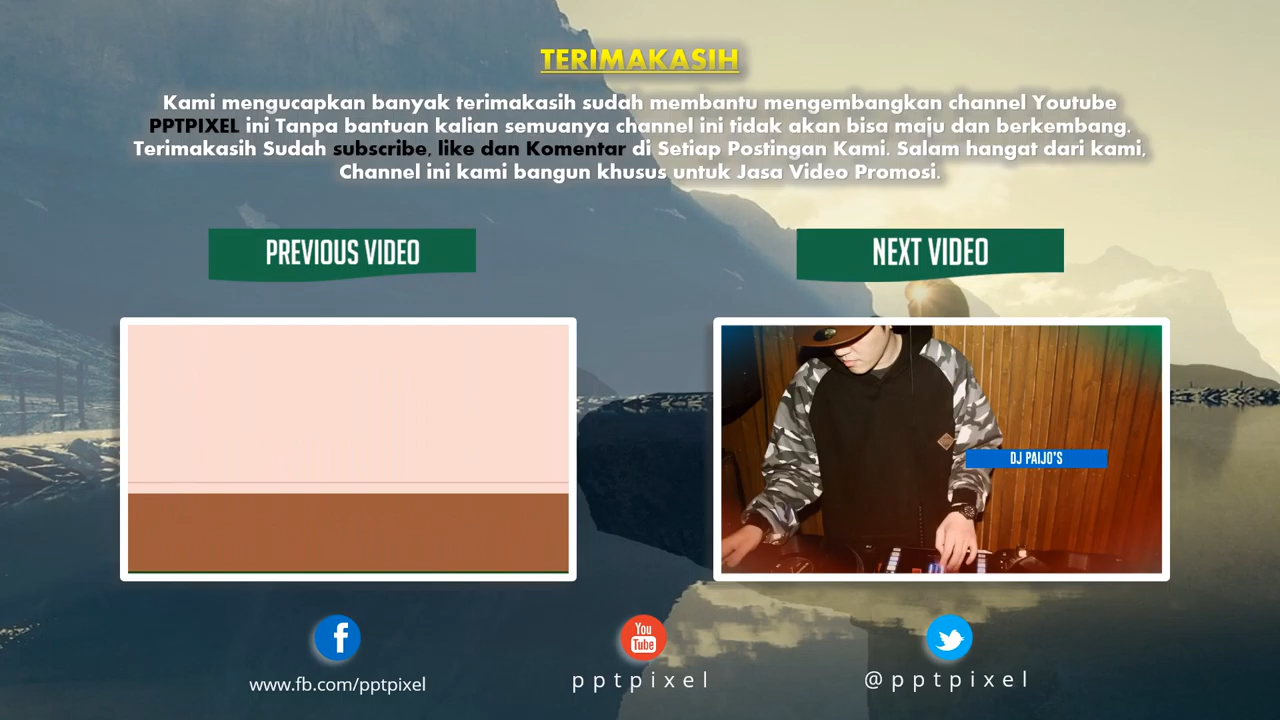 TERIMAKASIH
Kami mengucapkan banyak terimakasih sudah membantu mengembangkan channel Youtube
PPTPIXEL ini Tanpa bantuan kalian semuanya channel ini tidak akan bisa maju dan berkembang.
Terimakasih Sudah subscribe, like dan Komentar di Setiap Postingan Kami. Salam hangat dari kami,
Channel ini kami bangun khusus untuk Jasa Video Promosi.
PREVIOUS VIDEO
NEXT VIDEO
DJ PAIJO'S
f
You
Tube
www.fb.com/pptpixel
pptpixel
@pptpixel